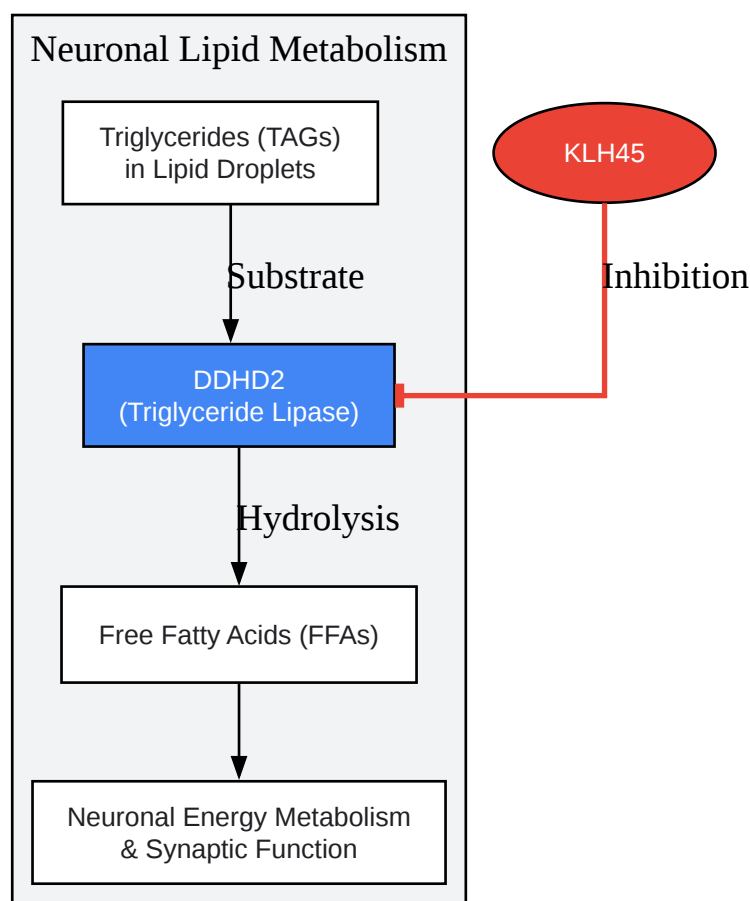 Neuronal Lipid Metabolism
Triglycerides (TAGs)
in Lipid Droplets
KLH45
Substrate
Inhibition
DDHD2
(Triglyceride Lipase)
Hydrolysis
Free Fatty Acids (FFAs)
Neuronal Energy Metabolism
& Synaptic Function